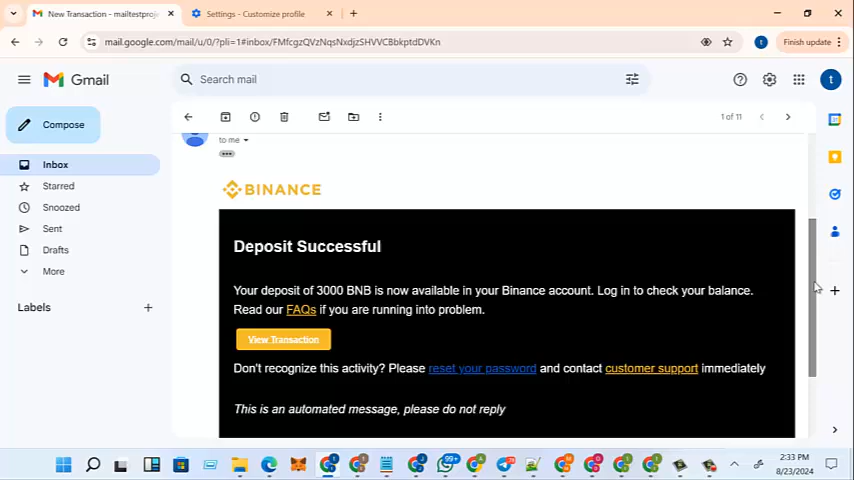 New Transaction - mailtestproje
Settings - Customize profile
mail.google.com/mail/u/0/?pli=1#inbox/FMfcgzQVzNqsNxdjzSHVVCBbkptdDVKn
t
Finish update
Gmail
Search mail
t
Compose
1 of 11
Inbox
Starred
Snoozed
Sent
Drafts
More
Labels
to me
BINANCE
Deposit Successful
Your deposit of 3000 BNB is now available in your Binance account. Log in to check your balance.
Read our FAQs if you are running into problem.
View Transaction
Don't recognize this activity? Please reset your password and contact customer support immediately
This is an automated message, please do not reply
99+
2:33 PM
8/23/2024